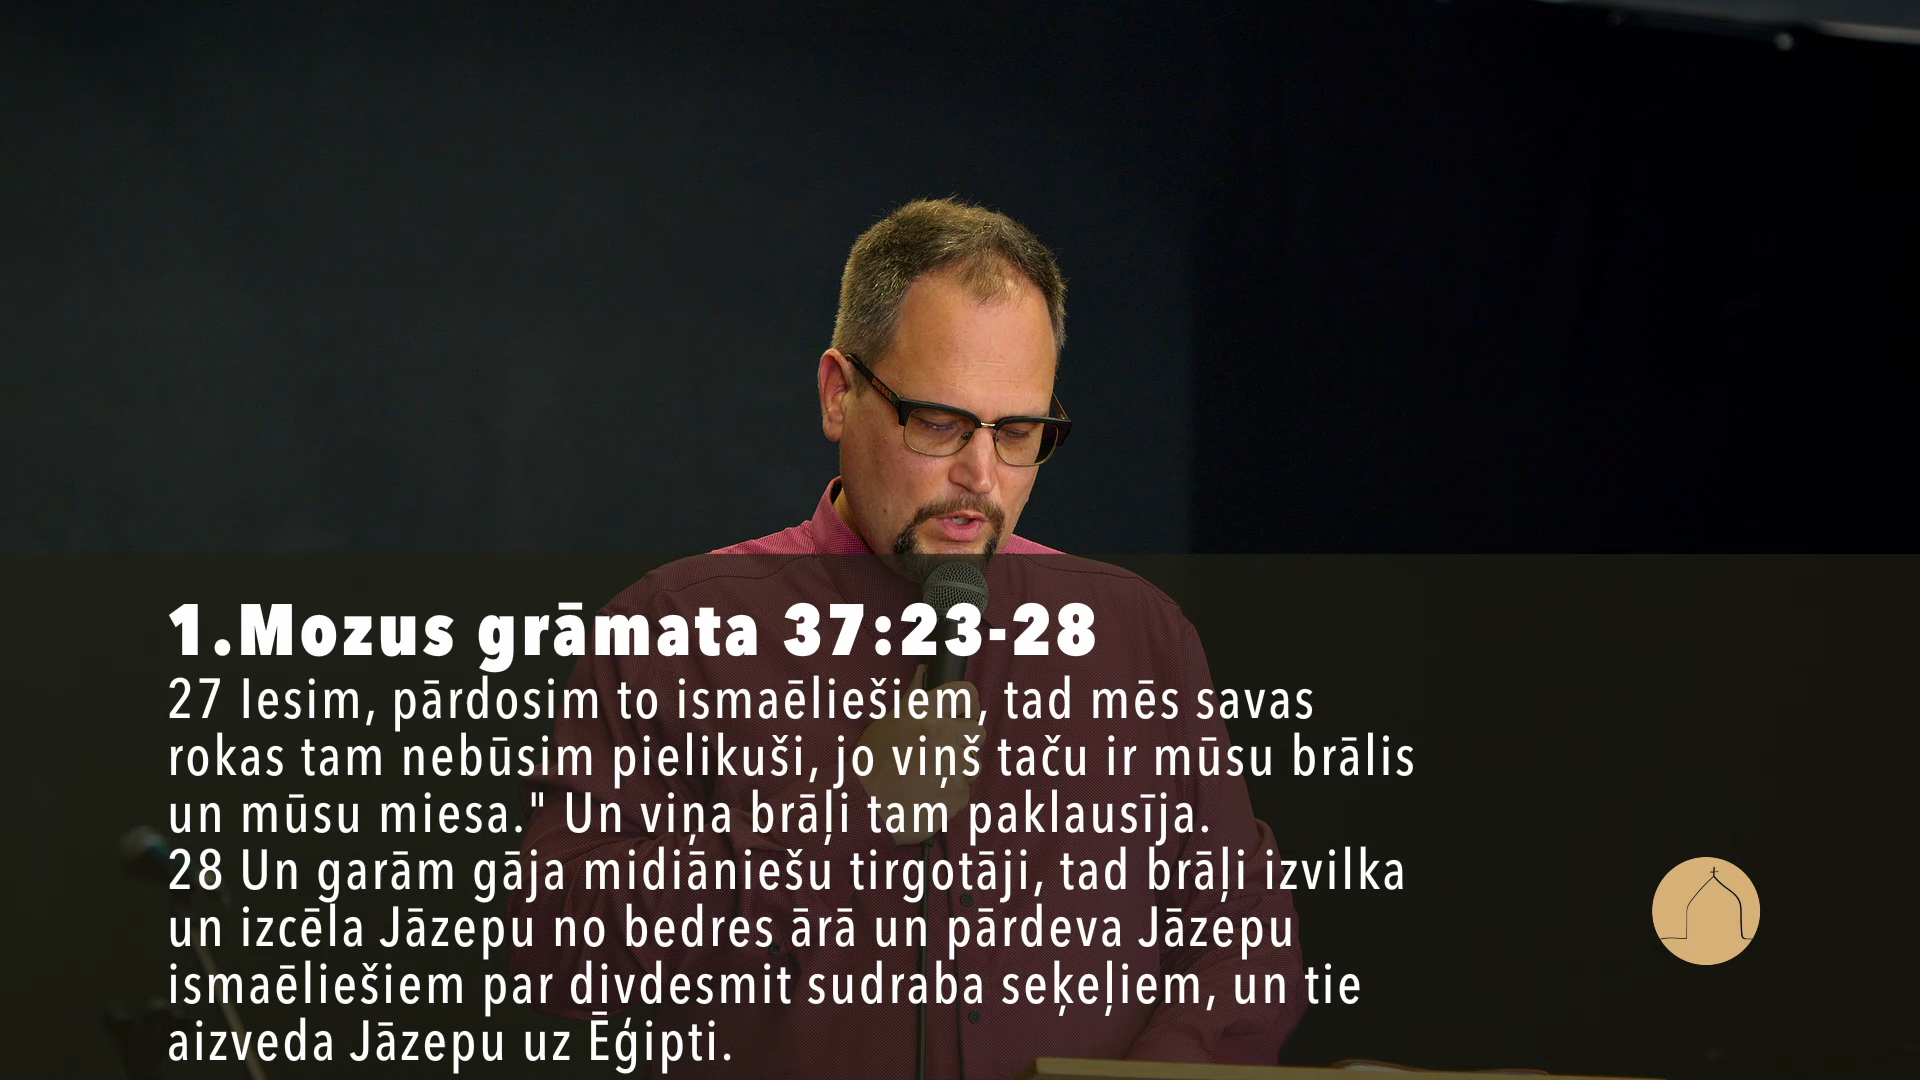 1.Mozus grāmata 37:23-28
27 Iesim, pārdosim to ismaēliešiem, tad mēs savas
rokas tam nebūsim pielikuši, jo viņš taču ir mūsu brālis
un mūsu miesa." Un viņa brāļi tam paklausīja.
28 Un garām gāja midiāniešu tirgotāji, tad brāļi izvilka
un izcēla Jāzepu no bedres ārā un pārdeva Jāzepu
ismaēliešiem par divdesmit sudraba seķeļiem, un tie
aizveda Jāzepu uz Ēģipti.